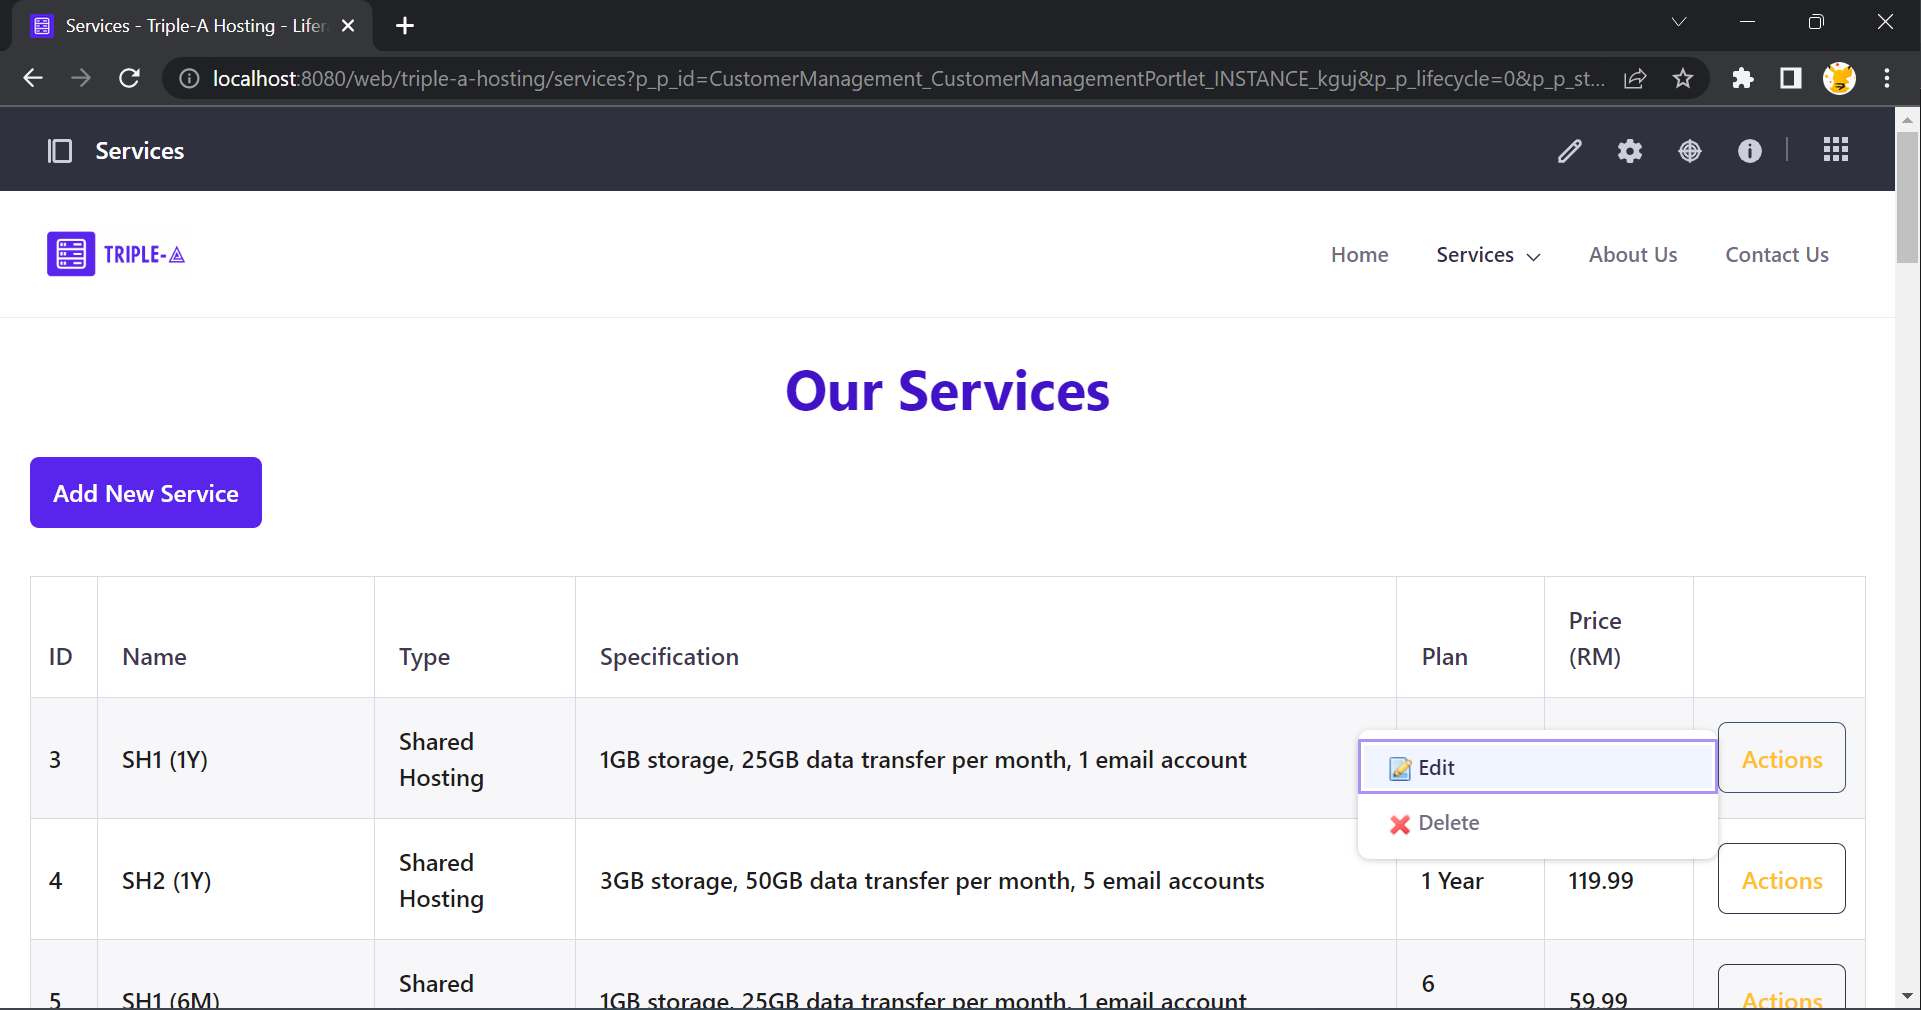 Services - Triple-A Hosting - Lifer
localhost:8080/web/triple-a-hosting/services?p_p_id=CustomerManagement_CustomerManagementPortlet_INSTANCE_kguj&p_p_lifecycle=0&p_p_st...
Services
TRIPLE-A
Home Services About Us Contact Us
Our Services
Add New Service
ID Name Type Specification Plan Price (RM)
3 SH1 (1Y) Shared Hosting 1GB storage, 25GB data transfer per month, 1 email account Actions
Edit
Delete
4 SH2 (1Y) Shared Hosting 3GB storage, 50GB data transfer per month, 5 email accounts 1 Year 119.99 Actions
5 SH1 (6M) Shared 1GB storage, 25GB data transfer per month, 1 email account 6 59.99 Actions